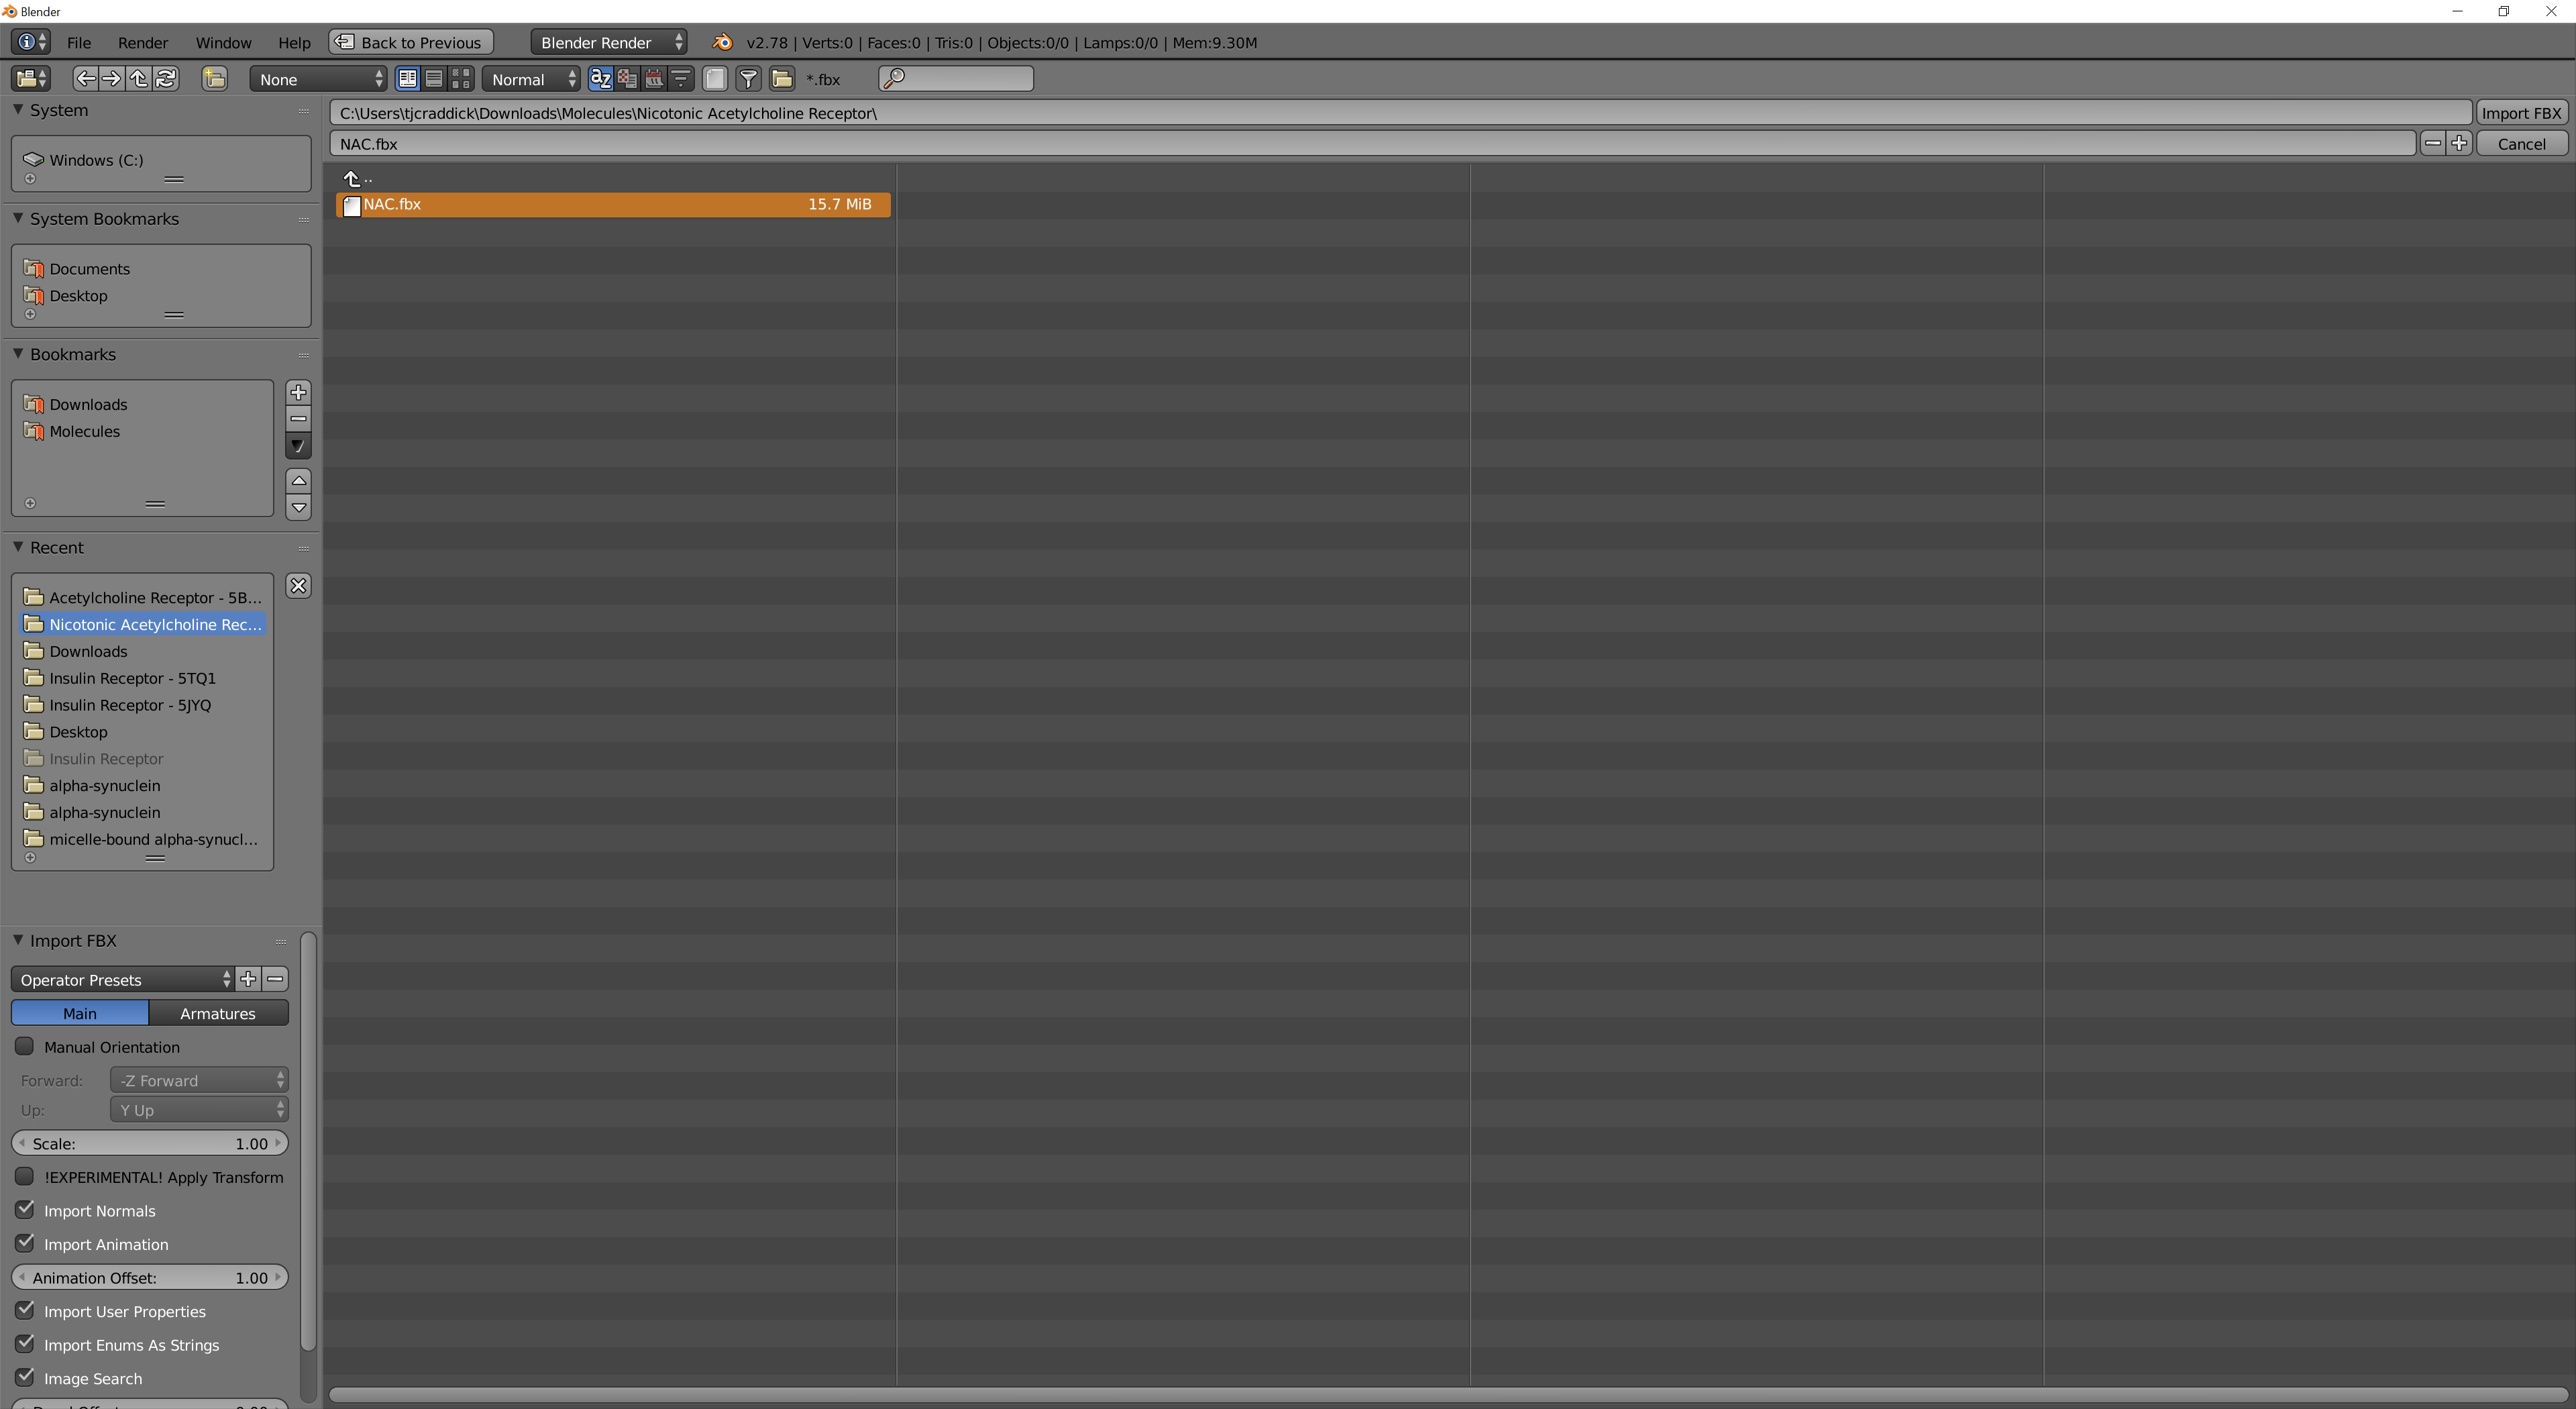 Blender
File Render Window Help Back to Previous Blender Render v2.78 | Verts:0 | Faces:0 | Tris:0 | Objects:0/0 | Lamps:0/0 | Mem:9.30M
None Normal *.fbx
System
C:\Users\tjcraddick\Downloads\Molecules\Nicotonic Acetylcholine Receptor\ Import FBX
NAC.fbx Cancel
Windows (C:)
..
NAC.fbx 15.7 MiB
System Bookmarks
Documents
Desktop
Bookmarks
Downloads
Molecules
Recent
Acetylcholine Receptor - 5B...
Nicotonic Acetylcholine Rec...
Downloads
Insulin Receptor - 5TQ1
Insulin Receptor - 5JYQ
Desktop
Insulin Receptor
alpha-synuclein
alpha-synuclein
micelle-bound alpha-synucl...
Import FBX
Operator Presets
Main Armatures
Manual Orientation
Forward: -Z Forward
Up: Y Up
Scale: 1.00
!EXPERIMENTAL! Apply Transform
Import Normals
Import Animation
Animation Offset: 1.00
Import User Properties
Import Enums As Strings
Image Search